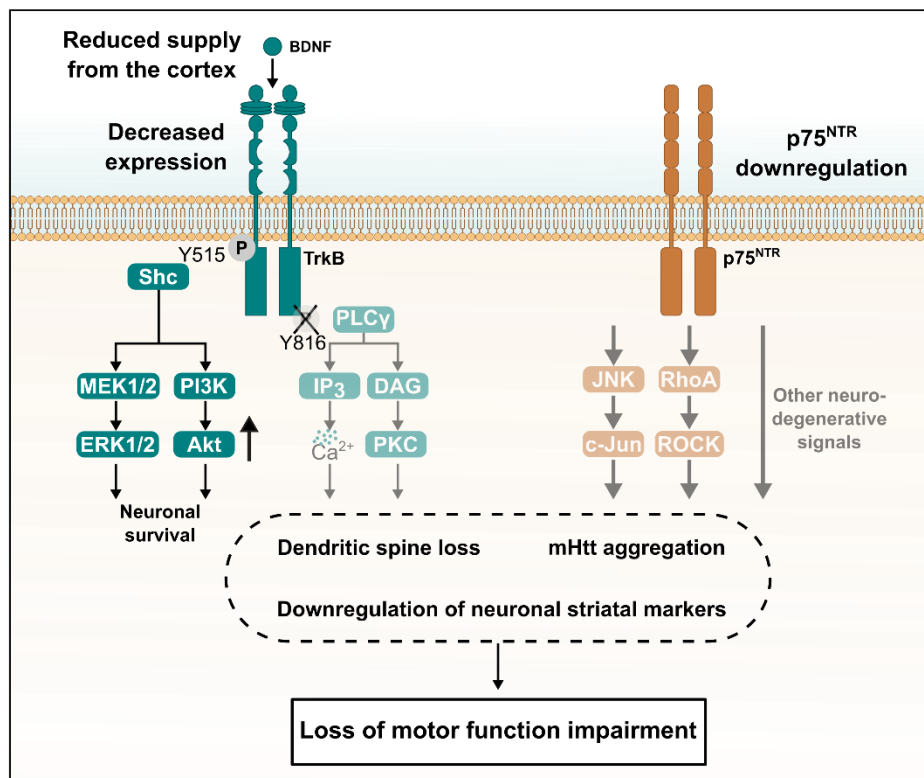 Reduced supply
from the cortex
BDNF
Decreased
expression
p75NTR
downregulation
Y515
P
TrkB
p75NTR
Shc
Y816
PLCγ
MEK1/2
PI3K
IP3
DAG
JNK
RhoA
ERK1/2
Akt
Ca2+
PKC
c-Jun
ROCK
Other neuro-
degenerative
signals
Neuronal
survival
Dendritic spine loss
mHtt aggregation
Downregulation of neuronal striatal markers
Loss of motor function impairment